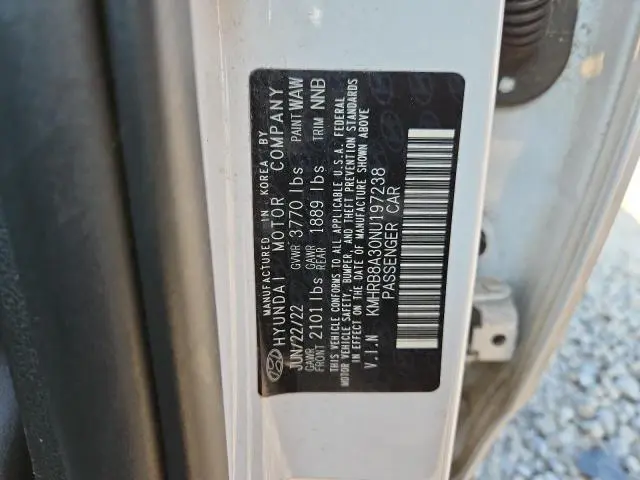 MANUFACTURED IN KOREA BY
HYUNDAI MOTOR COMPANY
JUN/22/22 GVWR 3770 lbs PAINT WAW
GAWR FRONT 2101 lbs GAWR REAR 1889 lbs TRIM NNB
THIS VEHICLE CONFORMS TO ALL APPLICABLE U.S.A. FEDERAL
MOTOR VEHICLE SAFETY, BUMPER, AND THEFT PREVENTION STANDARDS
IN EFFECT ON THE DATE OF MANUFACTURE SHOWN ABOVE
V.I.N KMHRB8A30NU197238
PASSENGER CAR